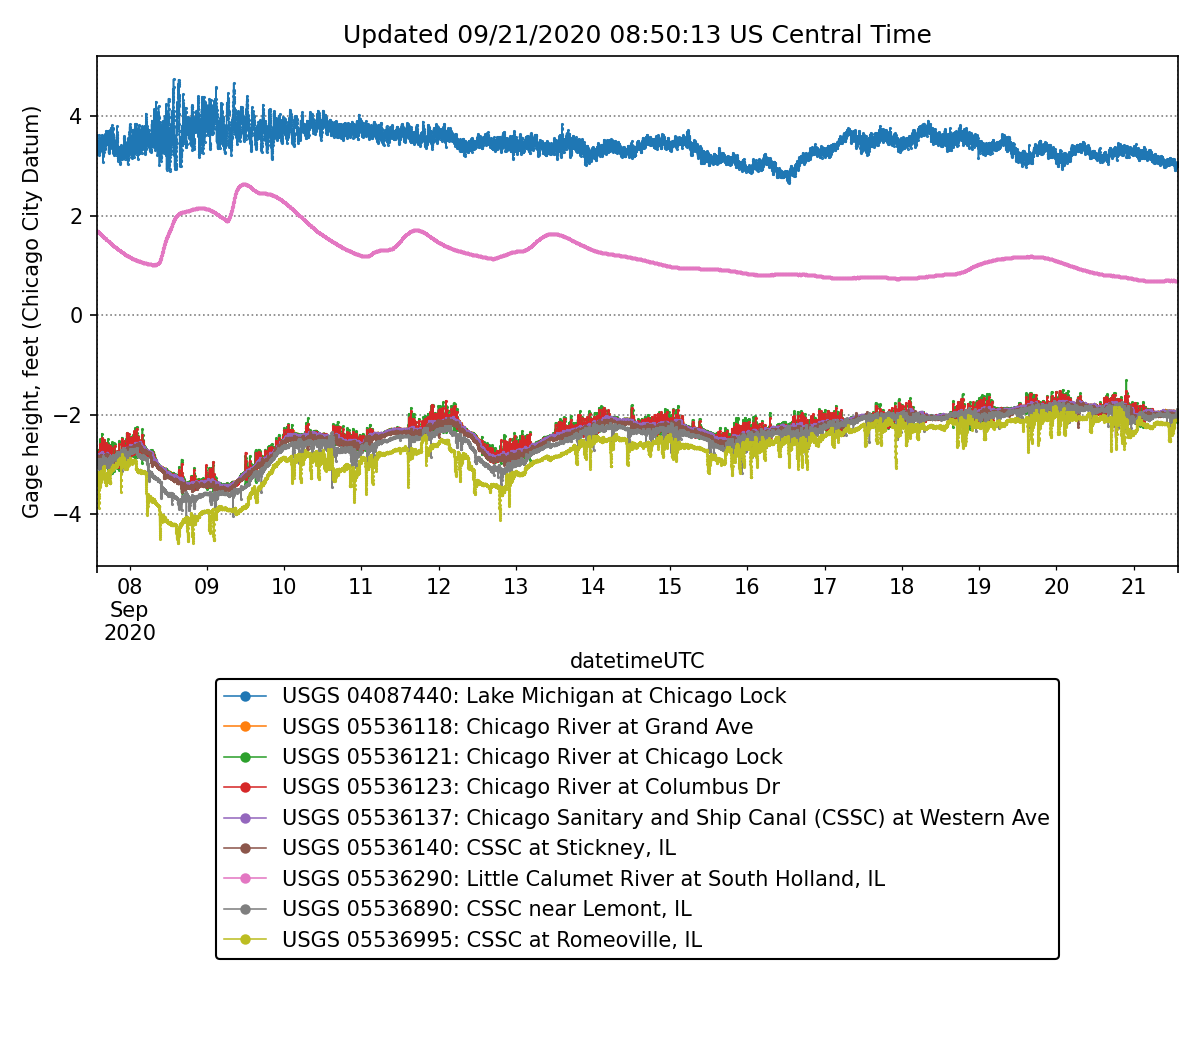 Updated 09/21/2020 08:50:13 US Central Time
Gage height, feet (Chicago City Datum)
4
2
0
−2
−4
08 09 10 11 12 13 14 15 16 17 18 19 20 21
Sep
2020
datetimeUTC
USGS 04087440: Lake Michigan at Chicago Lock
USGS 05536118: Chicago River at Grand Ave
USGS 05536121: Chicago River at Chicago Lock
USGS 05536123: Chicago River at Columbus Dr
USGS 05536137: Chicago Sanitary and Ship Canal (CSSC) at Western Ave
USGS 05536140: CSSC at Stickney, IL
USGS 05536290: Little Calumet River at South Holland, IL
USGS 05536890: CSSC near Lemont, IL
USGS 05536995: CSSC at Romeoville, IL